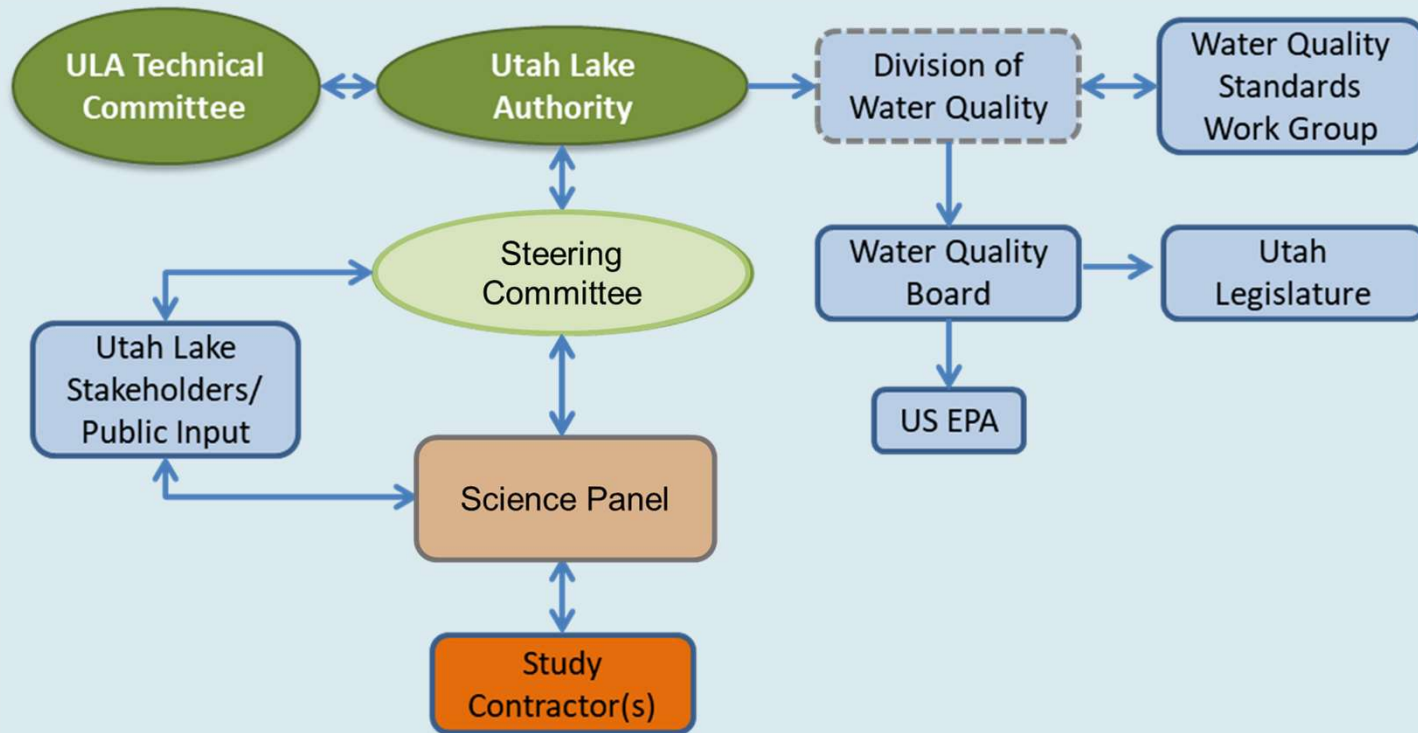 ULA Technical
Committee
Utah Lake
Authority
Division of
Water Quality
Water Quality
Standards
Work Group
Steering
Committee
Water Quality
Board
Utah
Legislature
Utah Lake
Stakeholders/
Public Input
US EPA
Science Panel
Study
Contractor(s)